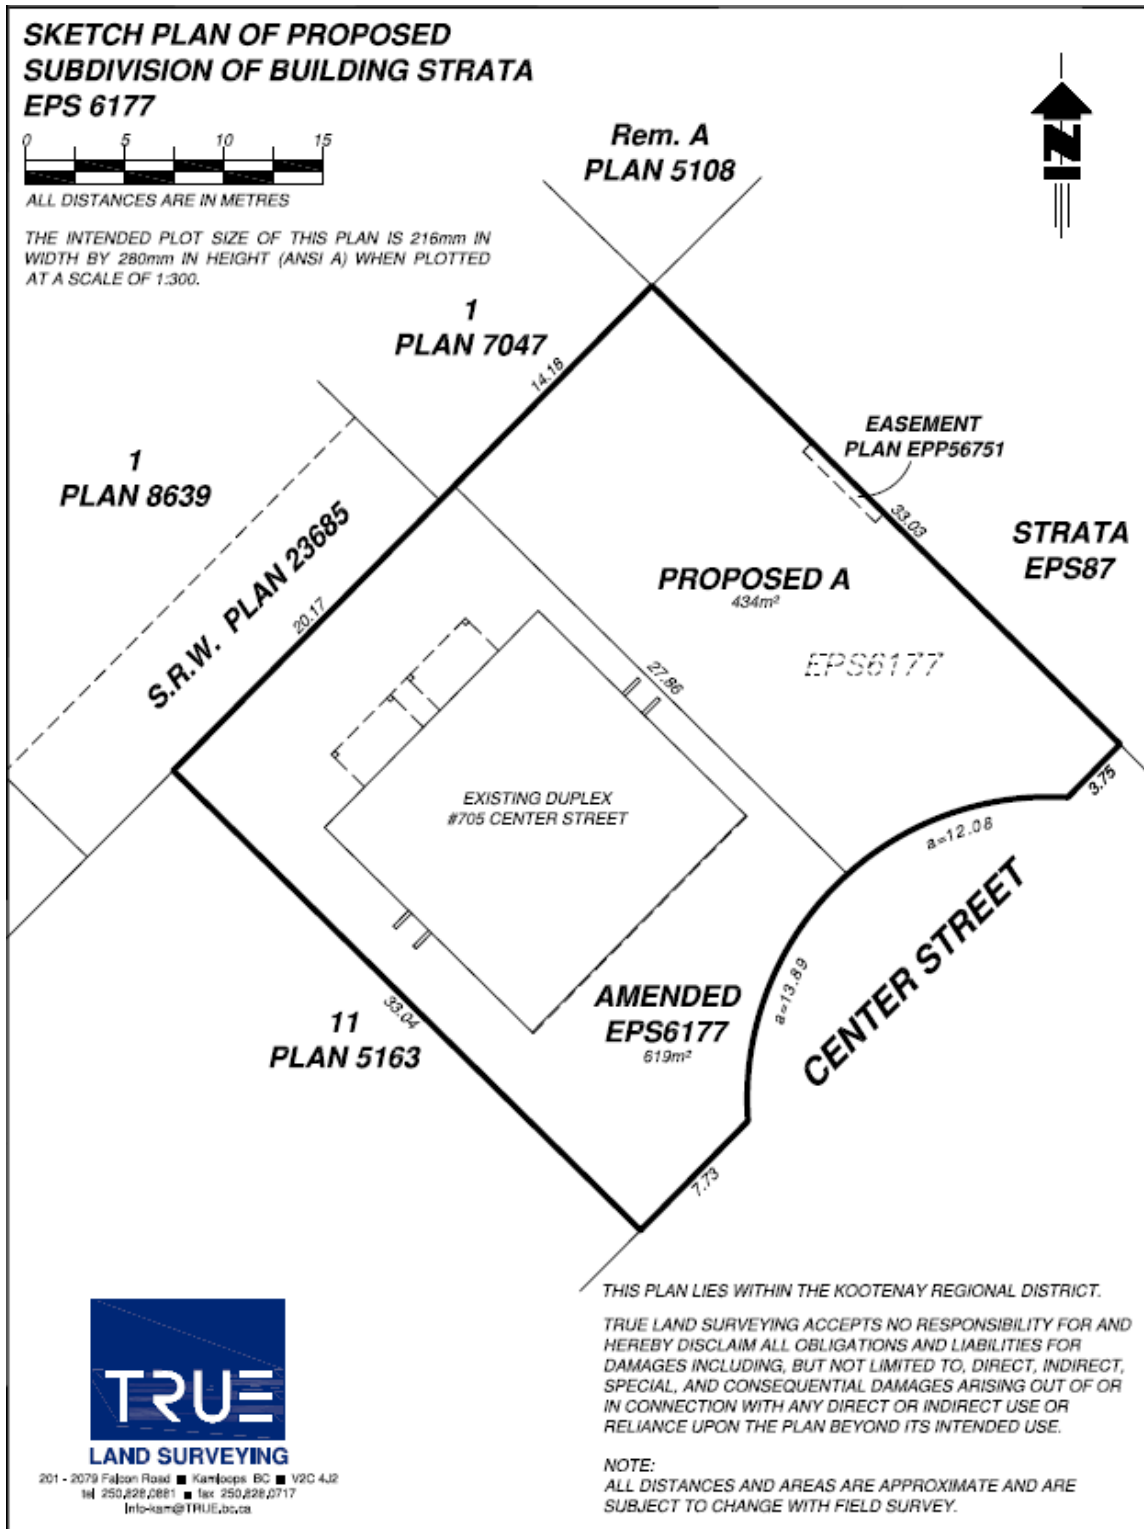 SKETCH PLAN OF PROPOSED
SUBDIVISION OF BUILDING STRATA
EPS 6177
0 5 10 15
ALL DISTANCES ARE IN METRES
THE INTENDED PLOT SIZE OF THIS PLAN IS 216mm IN
WIDTH BY 280mm IN HEIGHT (ANSI A) WHEN PLOTTED
AT A SCALE OF 1:300.
N
Rem. A
PLAN 5108
1
PLAN 7047
14.18
1
PLAN 8639
S.R.W. PLAN 23685
20.17
EASEMENT
PLAN EPP56751
33.03
STRATA
EPS87
PROPOSED A
434m²
EPS6177
27.86
EXISTING DUPLEX
#705 CENTER STREET
3.75
a=12.08
CENTER STREET
a=13.89
AMENDED
EPS6177
619m²
33.04
11
PLAN 5163
7.73
THIS PLAN LIES WITHIN THE KOOTENAY REGIONAL DISTRICT.
TRUE LAND SURVEYING ACCEPTS NO RESPONSIBILITY FOR AND
HEREBY DISCLAIM ALL OBLIGATIONS AND LIABILITIES FOR
DAMAGES INCLUDING, BUT NOT LIMITED TO, DIRECT, INDIRECT,
SPECIAL, AND CONSEQUENTIAL DAMAGES ARISING OUT OF OR
IN CONNECTION WITH ANY DIRECT OR INDIRECT USE OR
RELIANCE UPON THE PLAN BEYOND ITS INTENDED USE.
NOTE:
ALL DISTANCES AND AREAS ARE APPROXIMATE AND ARE
SUBJECT TO CHANGE WITH FIELD SURVEY.
TRUE
LAND SURVEYING
201 - 2079 Falcon Road ■ Kamloops BC ■ V2C 4J2
tel 250.828.0881 ■ fax 250.828.0717
Info-kam@TRUE.bc.ca